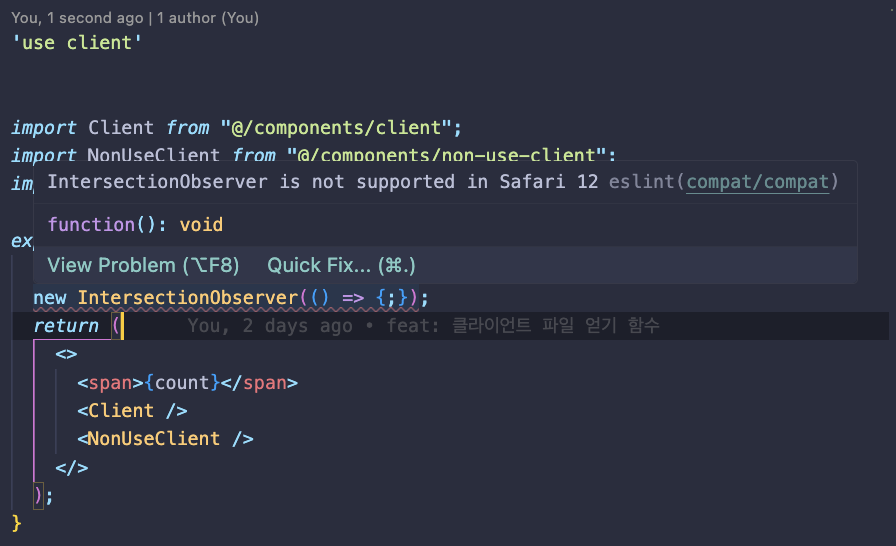 You, 1 second ago | 1 author (You)
'use client'
import Client from "@/components/client";
import NonUseClient from "@/components/non-use-client";
im
IntersectionObserver is not supported in Safari 12 eslint(compat/compat)
function(): void
ex
View Problem (⌥F8) Quick Fix... (⌘.)
new IntersectionObserver(() => {;});
return ( You, 2 days ago • feat: 클라이언트 파일 얻기 함수
<>
<span>{count}</span>
<Client />
<NonUseClient />
</>
);
}